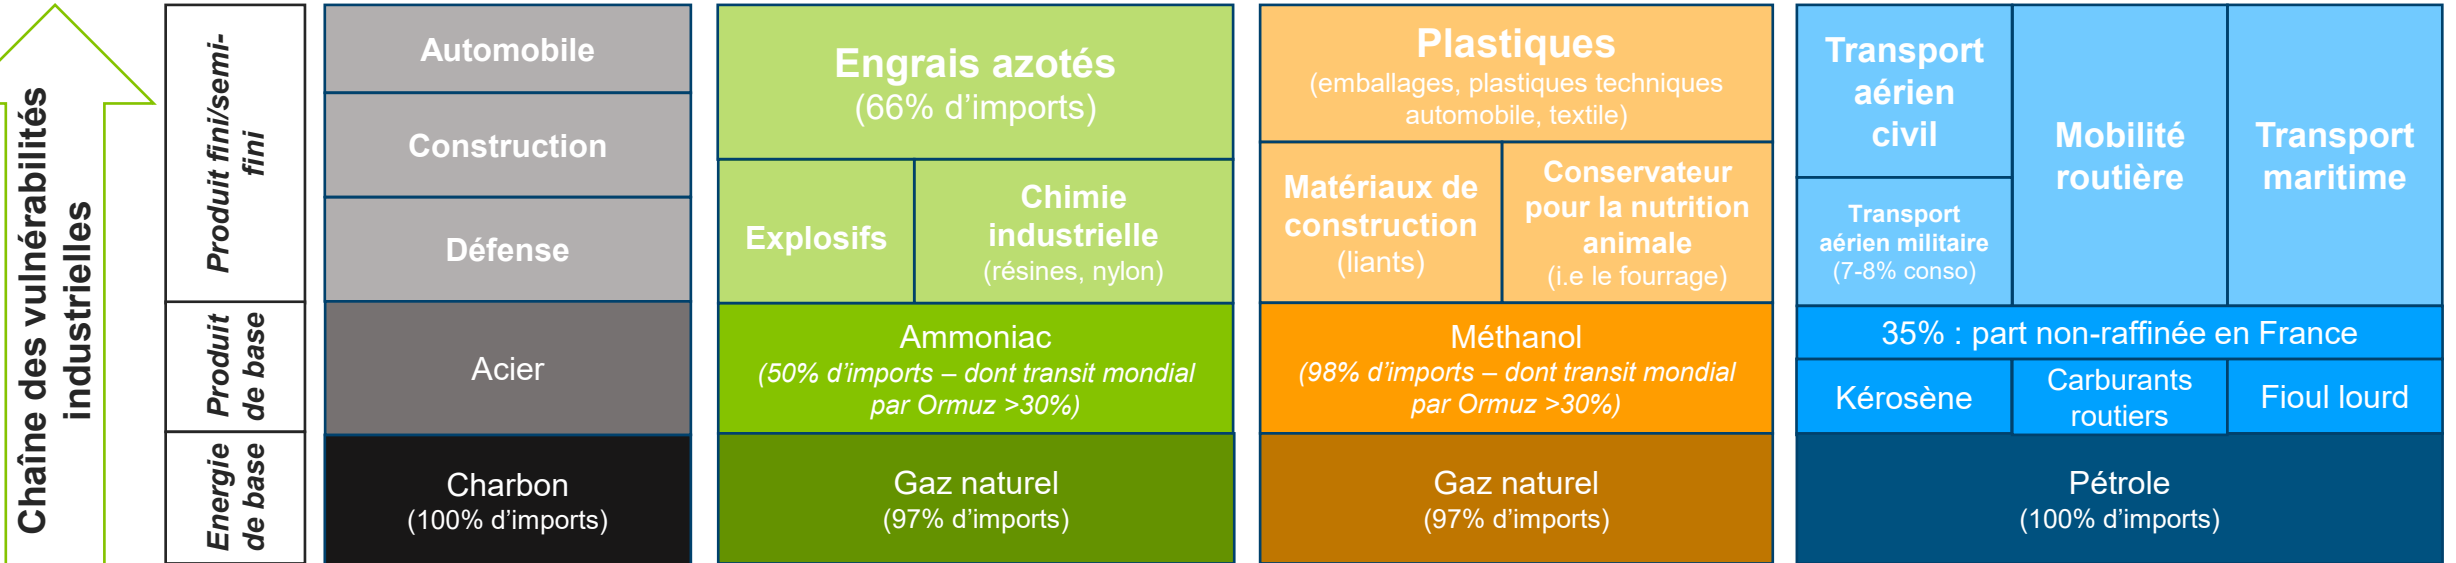 Chaîne des vulnérabilités
industrielles
Produit fini/semi-
fini
Produit
de base
Energie
de base
Automobile
Construction
Défense
Acier
Charbon
(100% d’imports)
Engrais azotés
(66% d’imports)
Explosifs
Chimie
industrielle
(résines, nylon)
Ammoniac
(50% d’imports – dont transit mondial
par Ormuz >30%)
Gaz naturel
(97% d’imports)
Plastiques
(emballages, plastiques techniques
automobile, textile)
Matériaux de
construction
(liants)
Conservateur
pour la nutrition
animale
(i.e le fourrage)
Méthanol
(98% d’imports – dont transit mondial
par Ormuz >30%)
Gaz naturel
(97% d’imports)
Transport
aérien
civil
Transport
aérien militaire
(7-8% conso)
Mobilité
routière
Transport
maritime
35% : part non-raffinée en France
Kérosène
Carburants
routiers
Fioul lourd
Pétrole
(100% d’imports)